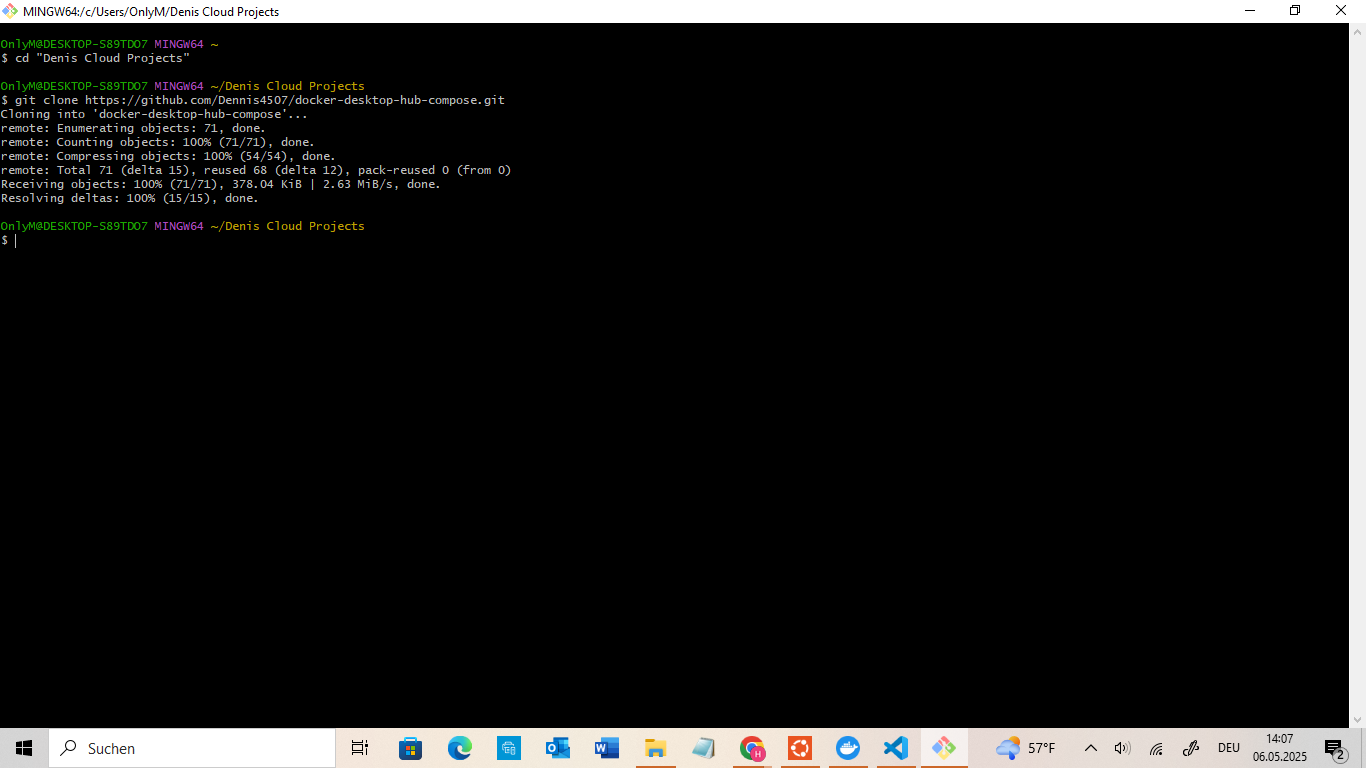 MINGW64:/c/Users/OnlyM/Denis Cloud Projects
OnlyM@DESKTOP-S89TDO7 MINGW64 ~
$ cd "Denis Cloud Projects"
OnlyM@DESKTOP-S89TDO7 MINGW64 ~/Denis Cloud Projects
$ git clone https://github.com/Dennis4507/docker-desktop-hub-compose.git
Cloning into 'docker-desktop-hub-compose'...
remote: Enumerating objects: 71, done.
remote: Counting objects: 100% (71/71), done.
remote: Compressing objects: 100% (54/54), done.
remote: Total 71 (delta 15), reused 68 (delta 12), pack-reused 0 (from 0)
Receiving objects: 100% (71/71), 378.04 KiB | 2.63 MiB/s, done.
Resolving deltas: 100% (15/15), done.
OnlyM@DESKTOP-S89TDO7 MINGW64 ~/Denis Cloud Projects
$
Suchen
57°F
DEU
14:07
06.05.2025
2